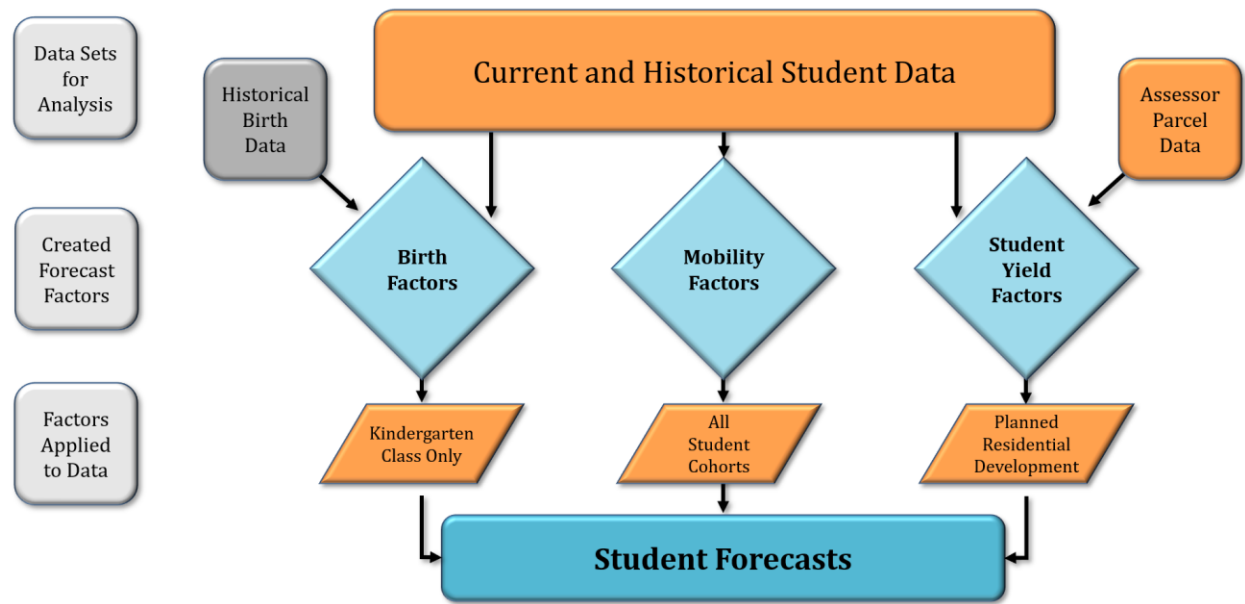 Data Sets
for
Analysis
Historical
Birth
Data
Current and Historical Student Data
Assessor
Parcel
Data
Created
Forecast
Factors
Birth
Factors
Mobility
Factors
Student
Yield
Factors
Factors
Applied
to Data
Kindergarten
Class Only
All
Student
Cohorts
Planned
Residential
Development
Student Forecasts